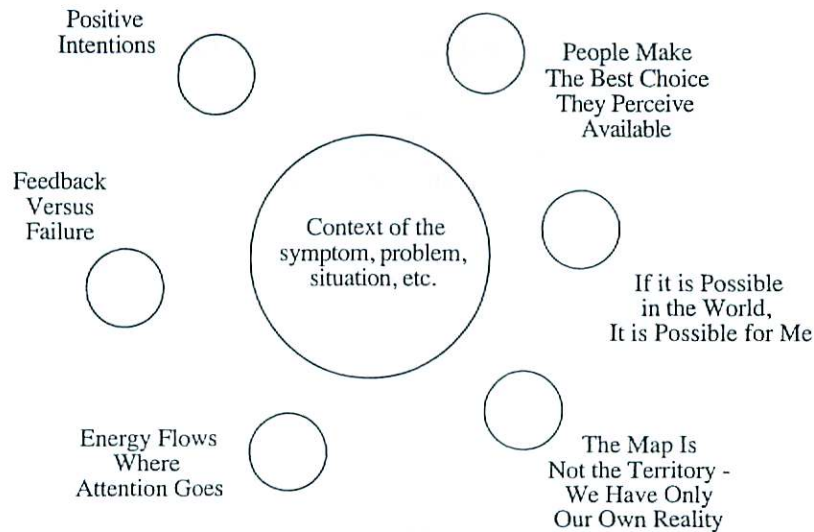 Positive
Intentions
People Make
The Best Choice
They Perceive
Available
Feedback
Versus
Failure
Context of the
symptom, problem,
situation, etc.
If it is Possible
in the World,
It is Possible for Me
Energy Flows
Where
Attention Goes
The Map Is
Not the Territory -
We Have Only
Our Own Reality